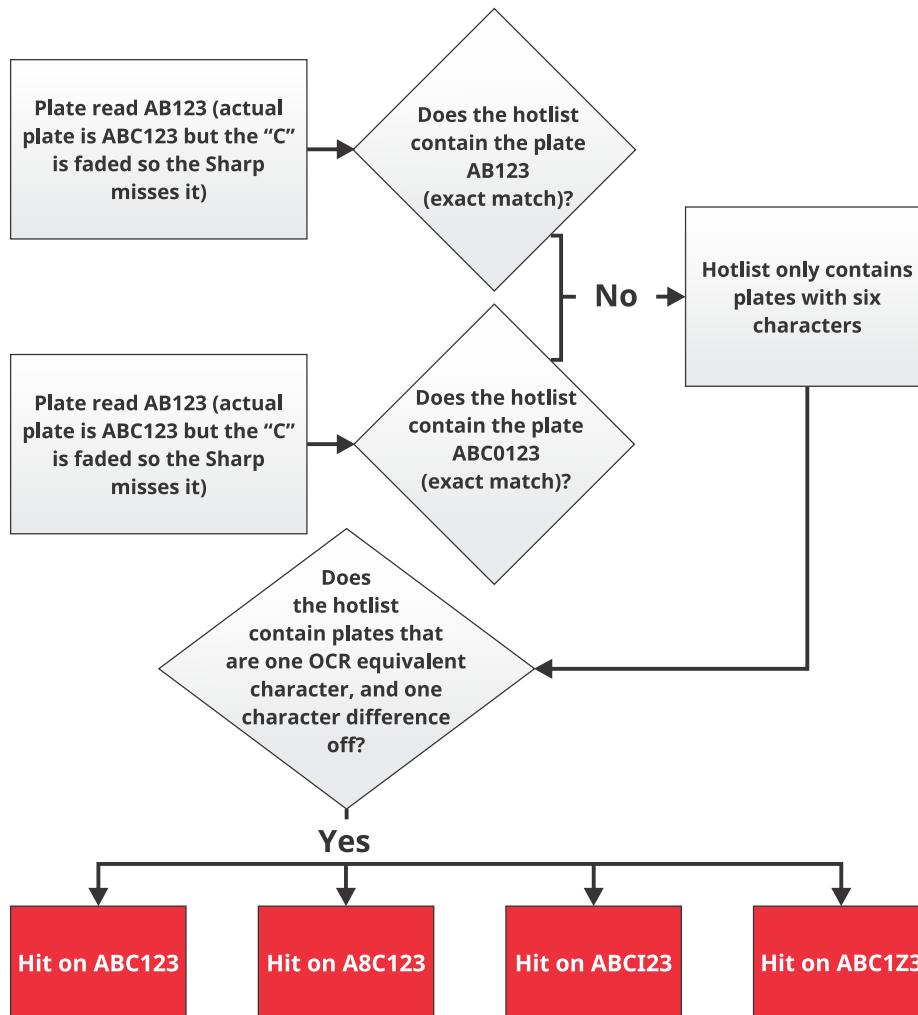 Plate read AB123 (actual
plate is ABC123 but the “C”
is faded so the Sharp
misses it)
Does the hotlist
contain the plate
AB123
(exact match)?
No
Hotlist only contains
plates with six
characters
Plate read AB123 (actual
plate is ABC123 but the “C”
is faded so the Sharp
misses it)
Does the hotlist
contain the plate
ABC0123
(exact match)?
Does
the hotlist
contain plates that
are one OCR equivalent
character, and one
character difference
off?
Yes
Hit on ABC123
Hit on A8C123
Hit on ABCI23
Hit on ABC1Z3